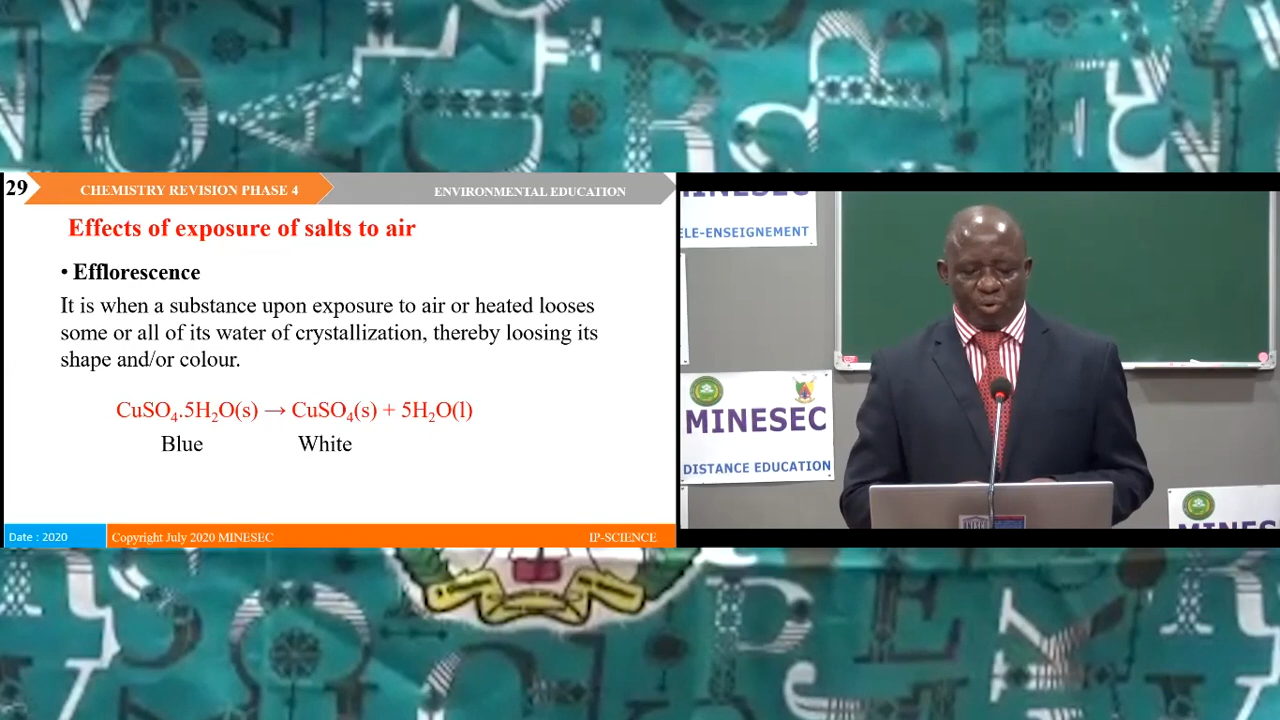 29
CHEMISTRY REVISION PHASE 4
ENVIRONMENTAL EDUCATION
Effects of exposure of salts to air
• Efflorescence
It is when a substance upon exposure to air or heated looses
some or all of its water of crystallization, thereby loosing its
shape and/or colour.
CuSO₄.5H₂O(s) → CuSO₄(s) + 5H₂O(l)
Blue White
Date : 2020
Copyright July 2020 MINESEC
IP-SCIENCE
MINESEC
ELE-ENSEIGNEMENT
MINESEC
DISTANCE EDUCATION
MINES